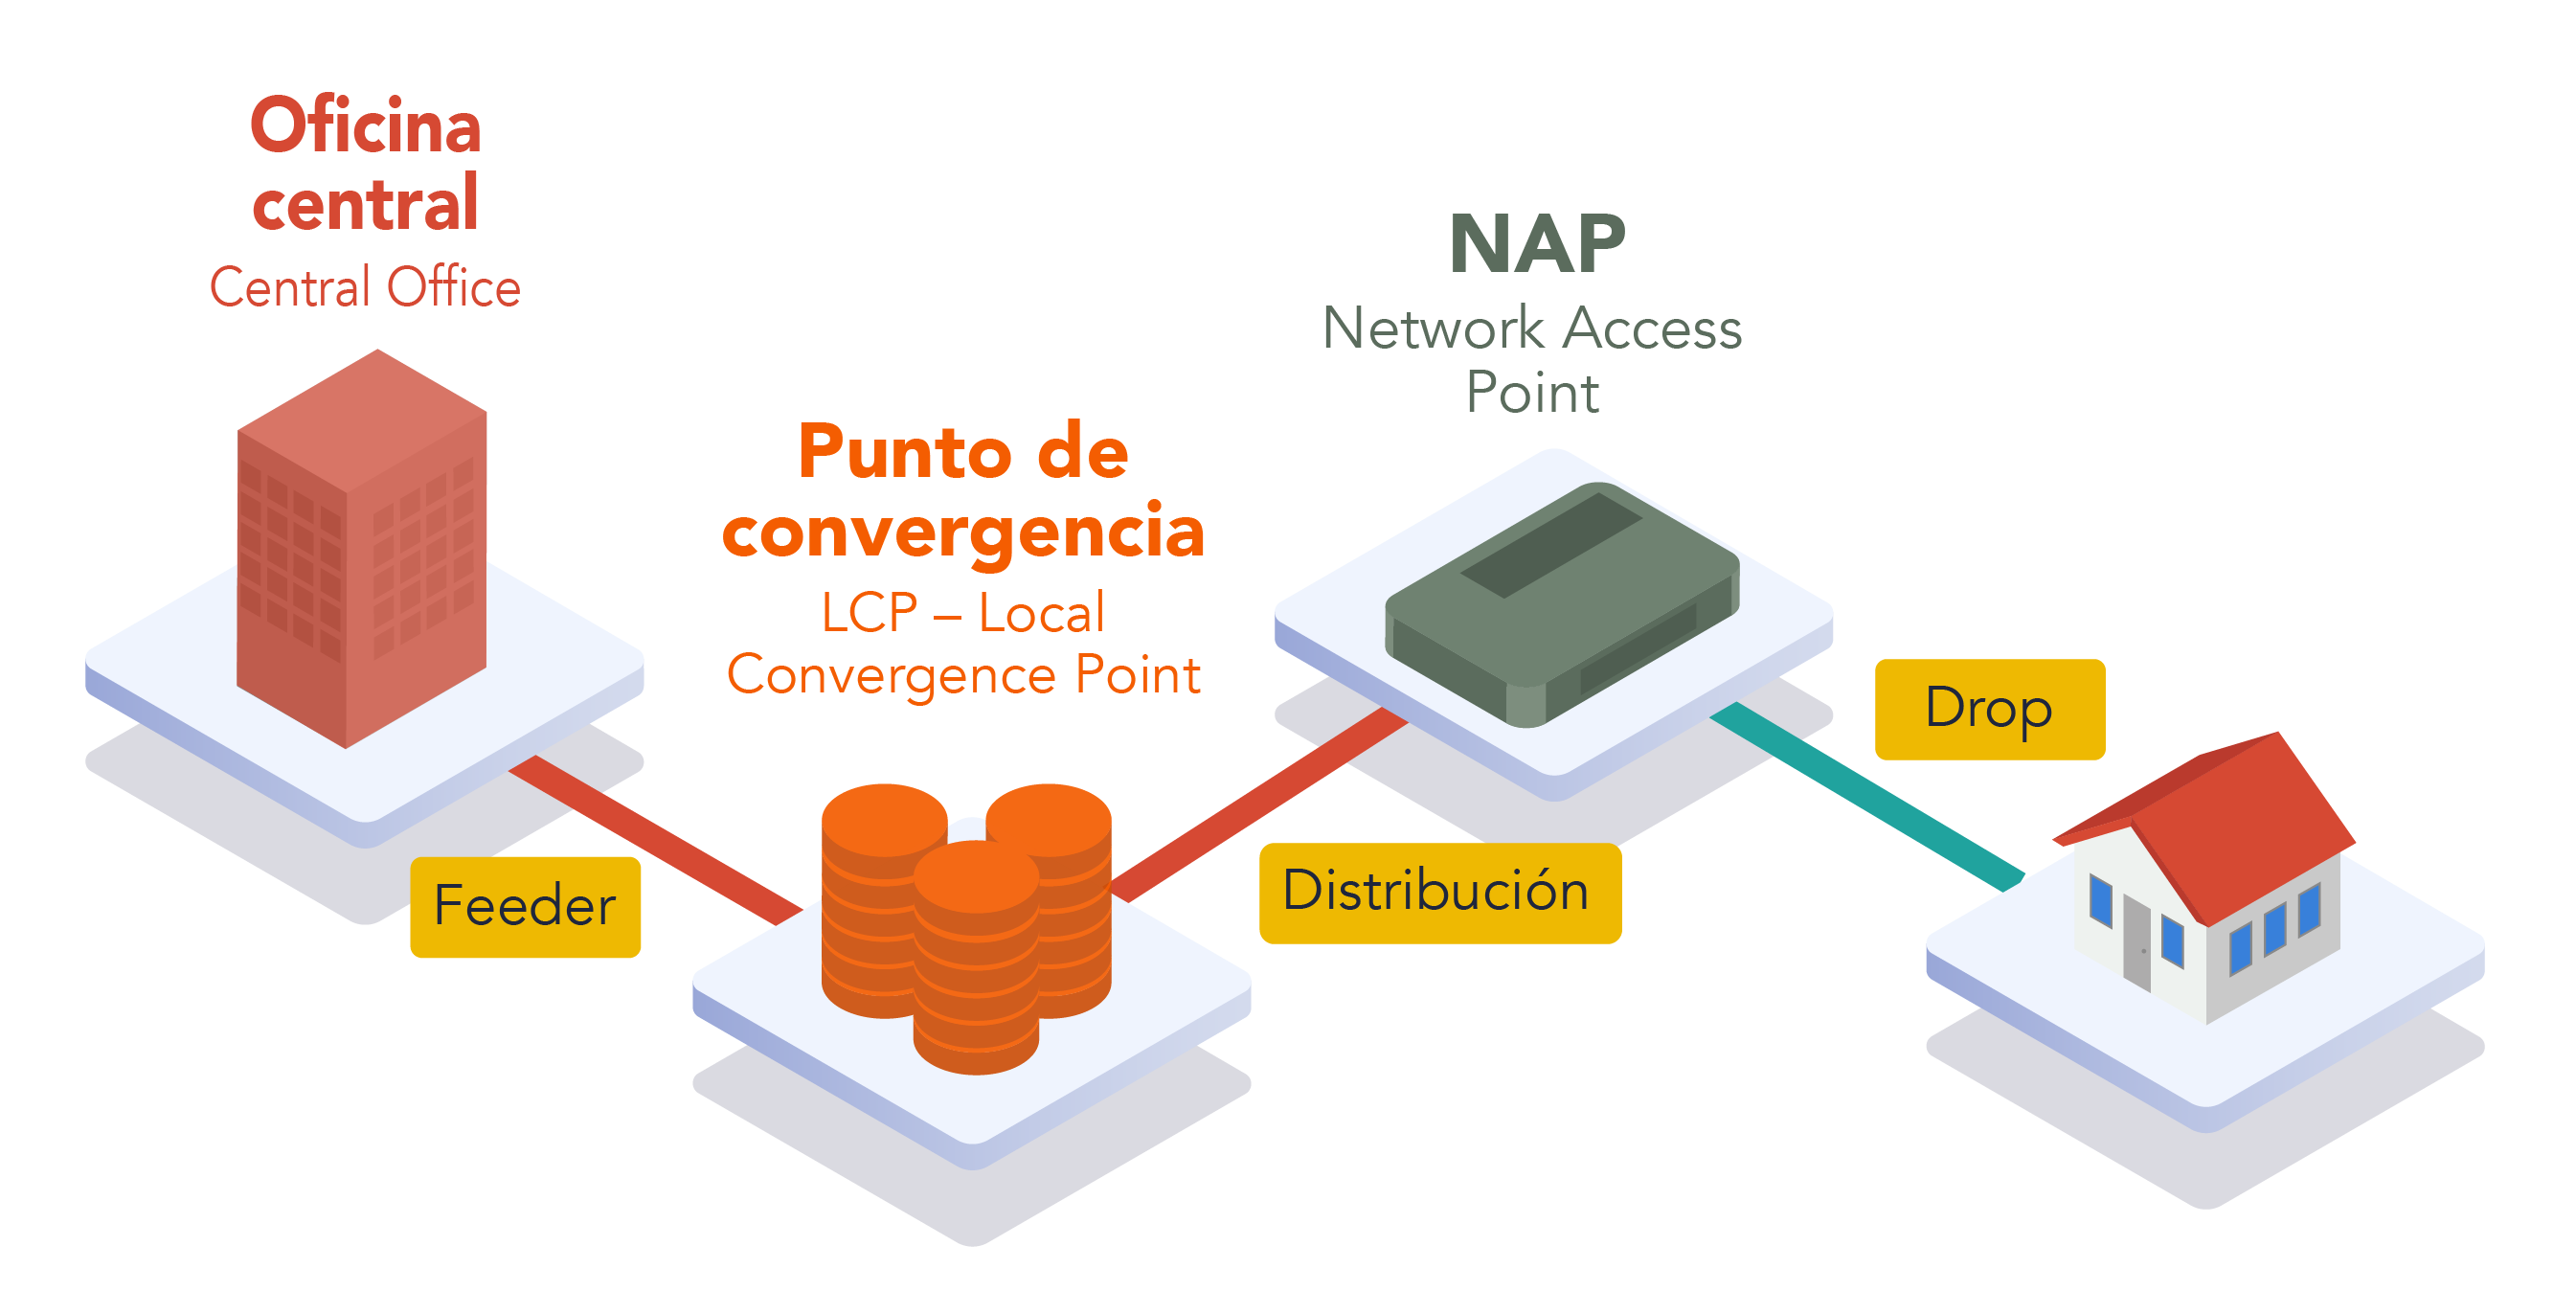 Oficina
central
Central Office
Punto de
convergencia
LCP – Local
Convergence Point
NAP
Network Access
Point
Feeder
Distribución
Drop